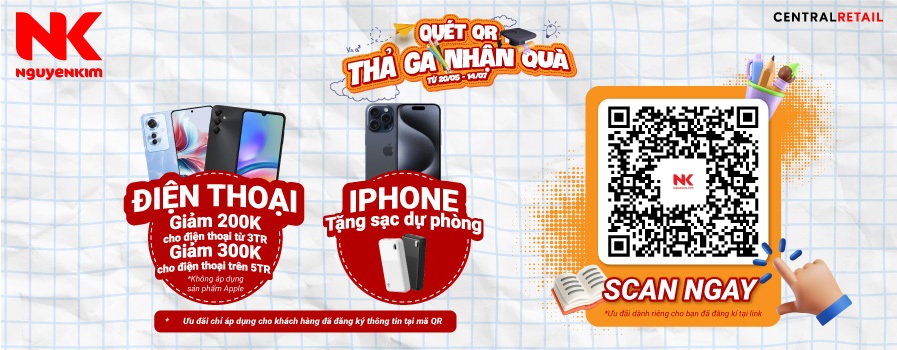 NK
NGUYENKIM
CENTRALRETAIL
QUÉT QR
THẢ GA NHẬN QUÀ
TỪ 20/05 - 14/07
ĐIỆN THOẠI
Giảm 200K
cho điện thoại từ 3TR
Giảm 300K
cho điện thoại trên 5TR
*Không áp dụng
sản phẩm Apple
IPHONE
Tặng sạc dự phòng
+ Ưu đãi chỉ áp dụng cho khách hàng đã đăng ký thông tin tại mã QR
NK
SCAN NGAY
*Ưu đãi dành riêng cho bạn đã đăng kí tại link